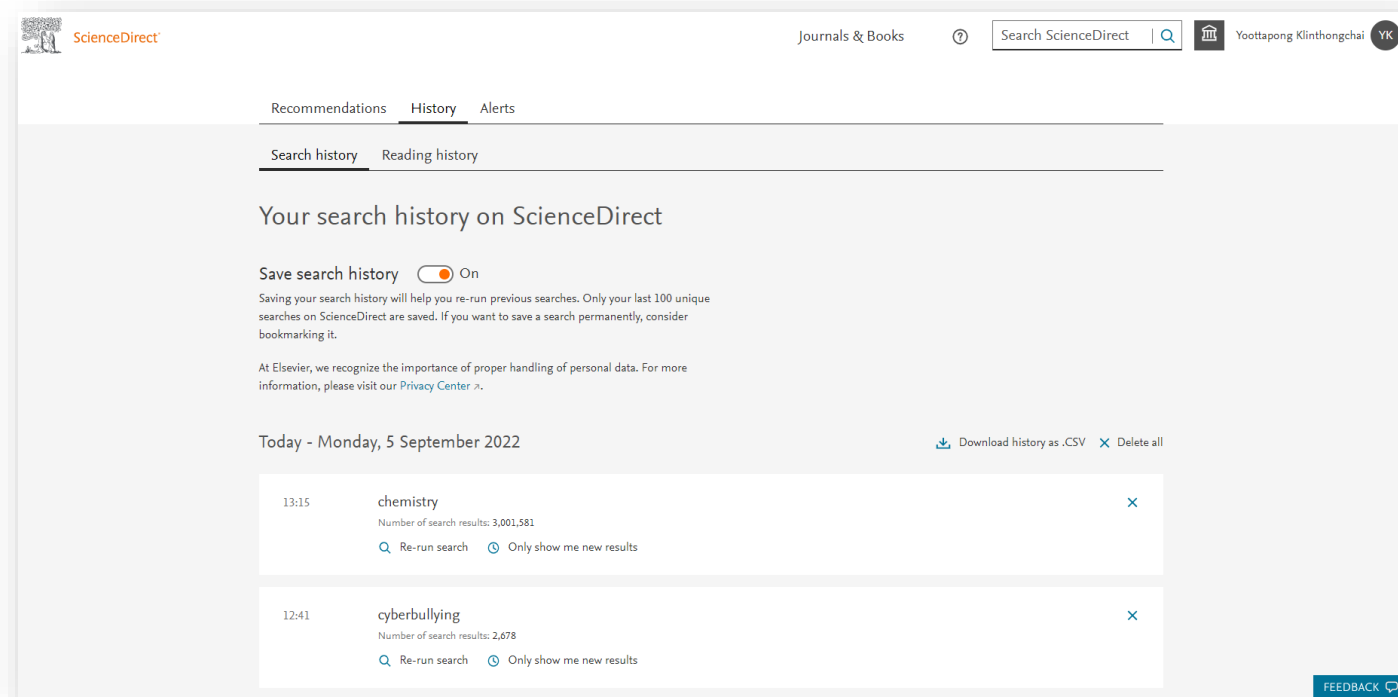 ScienceDirect
Journals & Books
Search ScienceDirect
Yoottapong Klinthongchai
YK
Recommendations History Alerts
Search history Reading history
Your search history on ScienceDirect
Save search history On
Saving your search history will help you re-run previous searches. Only your last 100 unique
searches on ScienceDirect are saved. If you want to save a search permanently, consider
bookmarking it.
At Elsevier, we recognize the importance of proper handling of personal data. For more
information, please visit our Privacy Center ↗.
Today - Monday, 5 September 2022
Download history as .CSV
Delete all
13:15 chemistry
Number of search results: 3,001,581
Re-run search Only show me new results
12:41 cyberbullying
Number of search results: 2,678
Re-run search Only show me new results
FEEDBACK